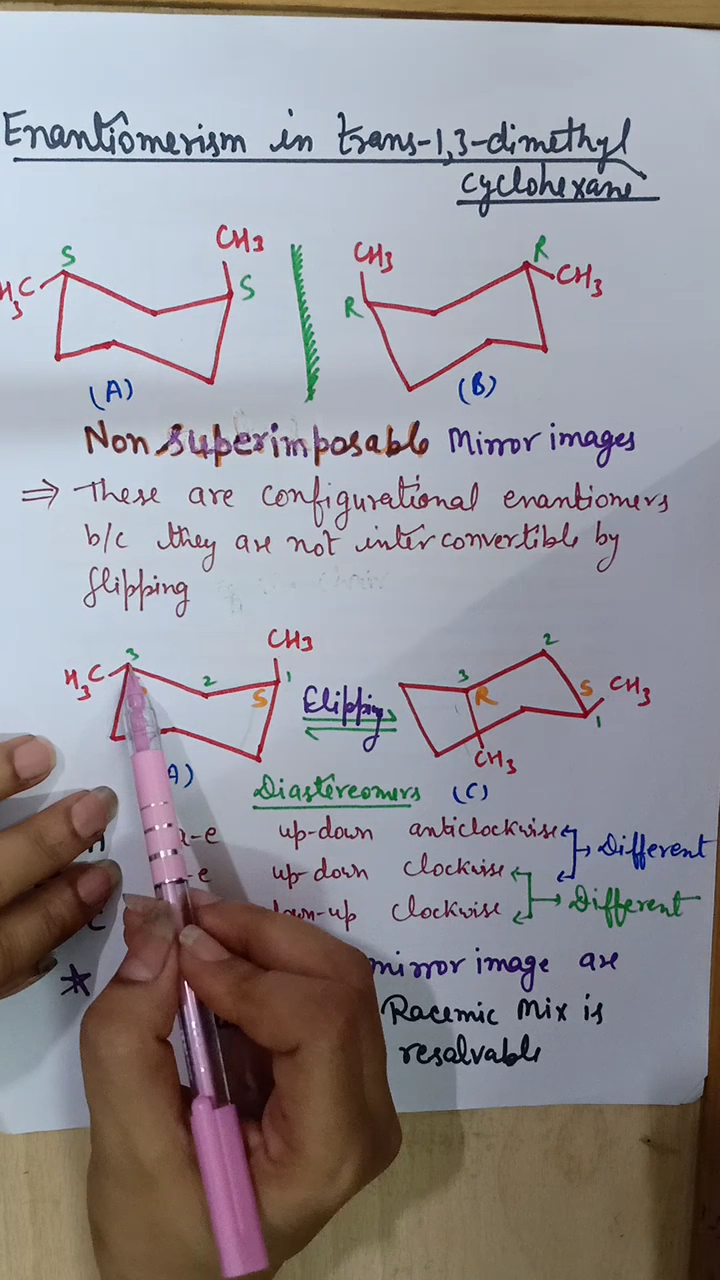 Enantiomerism in trans-1,3-dimethyl
cyclohexane
S
CH3
H3C
S
(A)
CH3
R
R
CH3
(B)
Non superimposable Mirror images
⇒ These are configurational enantiomers
b/c they are not interconvertible by
flipping
H3C
3
2
CH3
1
S
A)
Flipping
3
R
2
S
CH3
1
CH3
(C)
Diastereomers
-e up-down anticlockwise Different
-e up-down clockwise
-up clockwise Different
* mirror image are
Racemic Mix is
resolvable